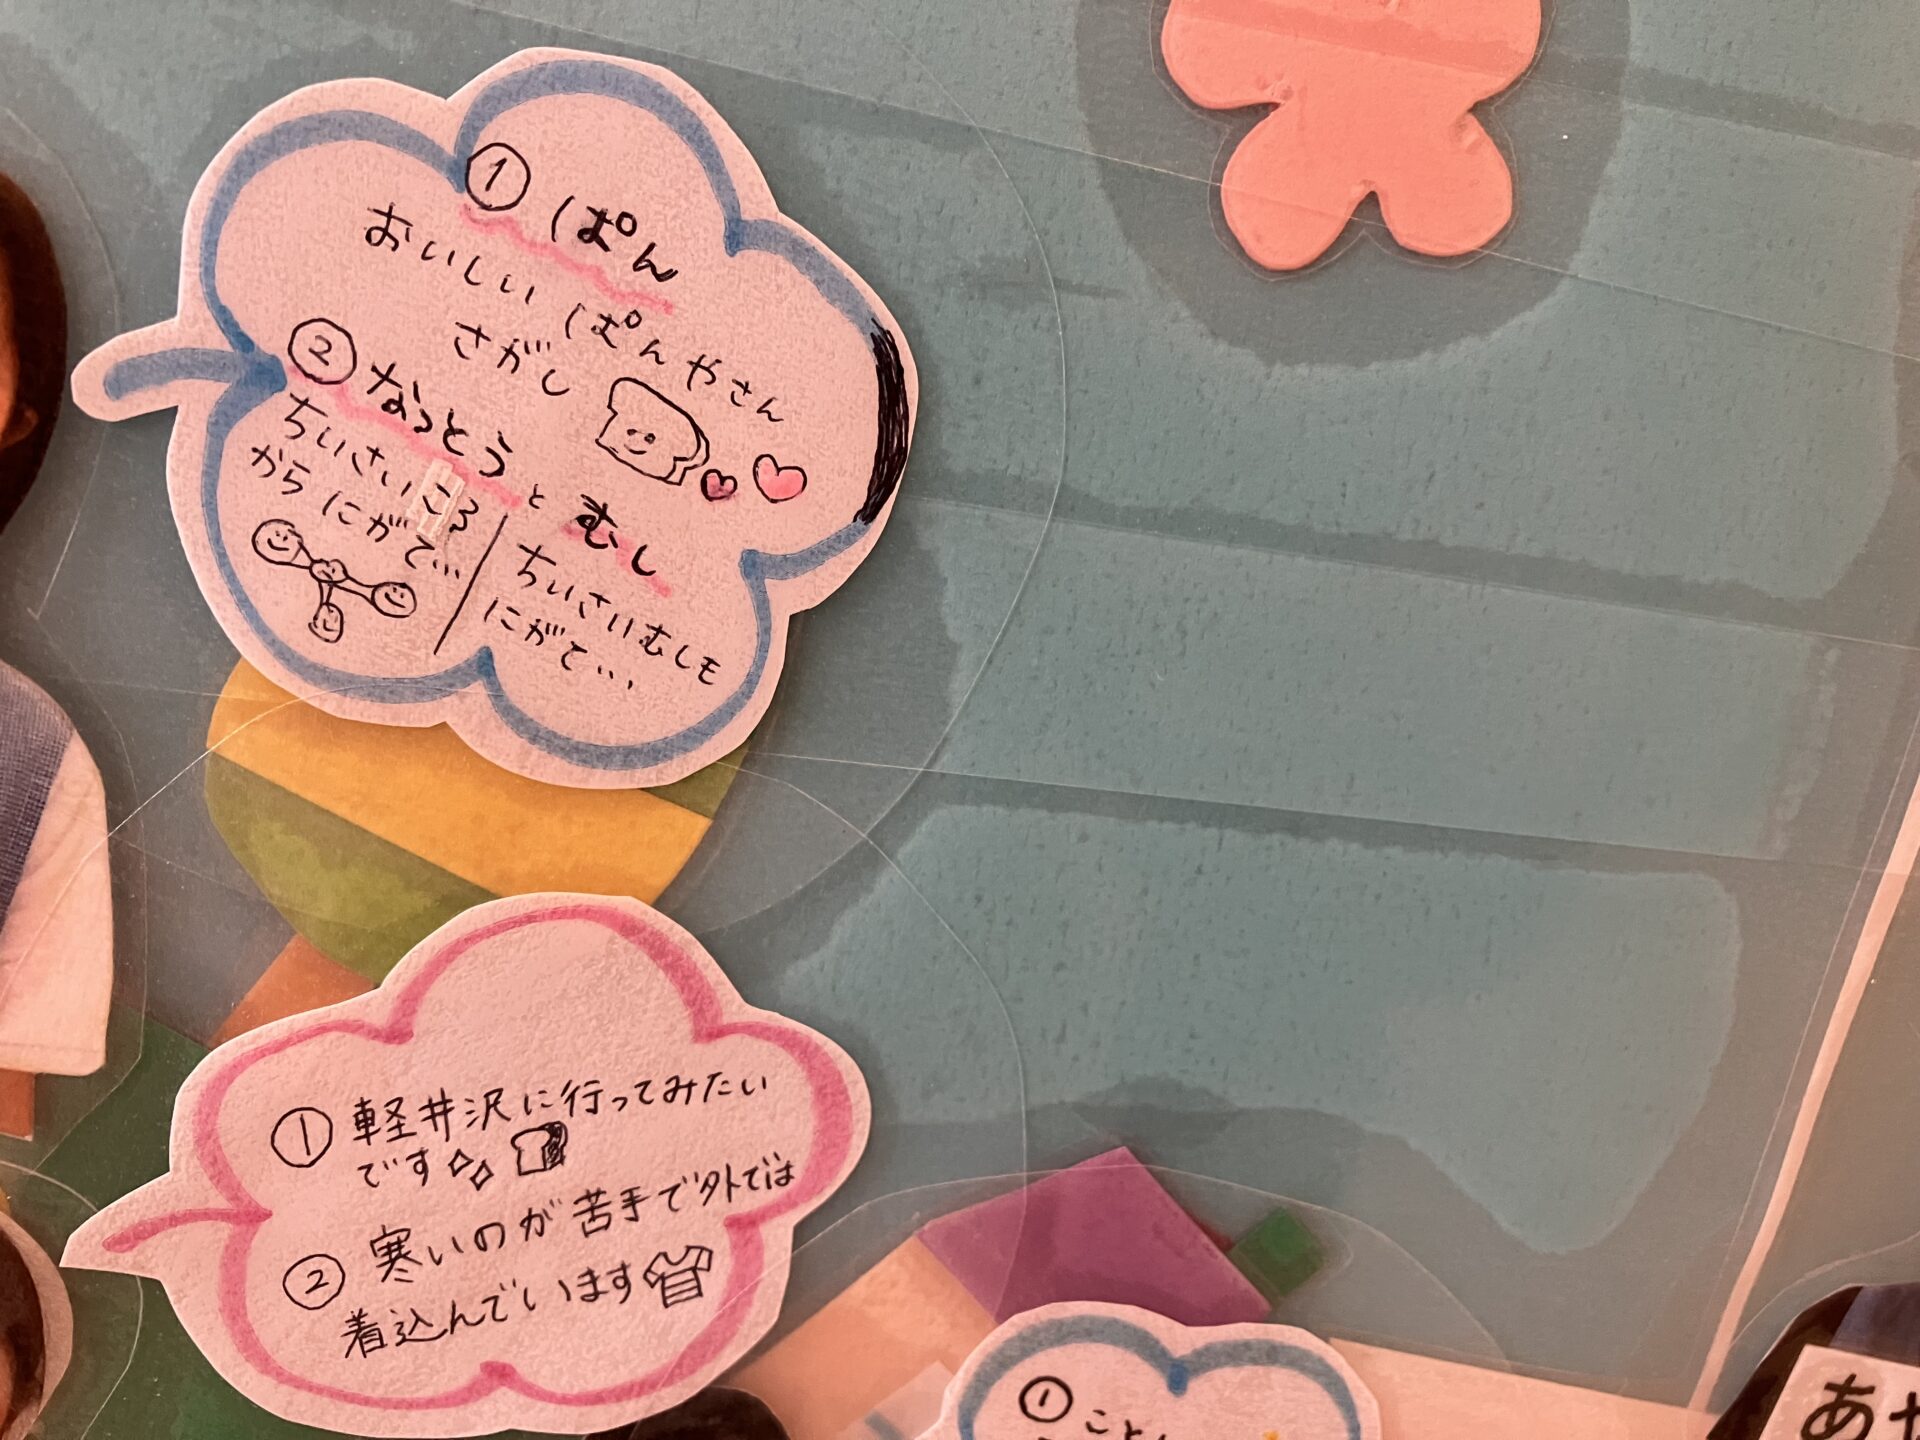 ① ぱん
おいしい ぱんやさん
さがし
② なっとう と むし
ちいさいころ
からにがて…
ちいさいむしも
にがて…
① 軽井沢に行ってみたい
です
② 寒いのが苦手で外では
着込んでいます
①
あや